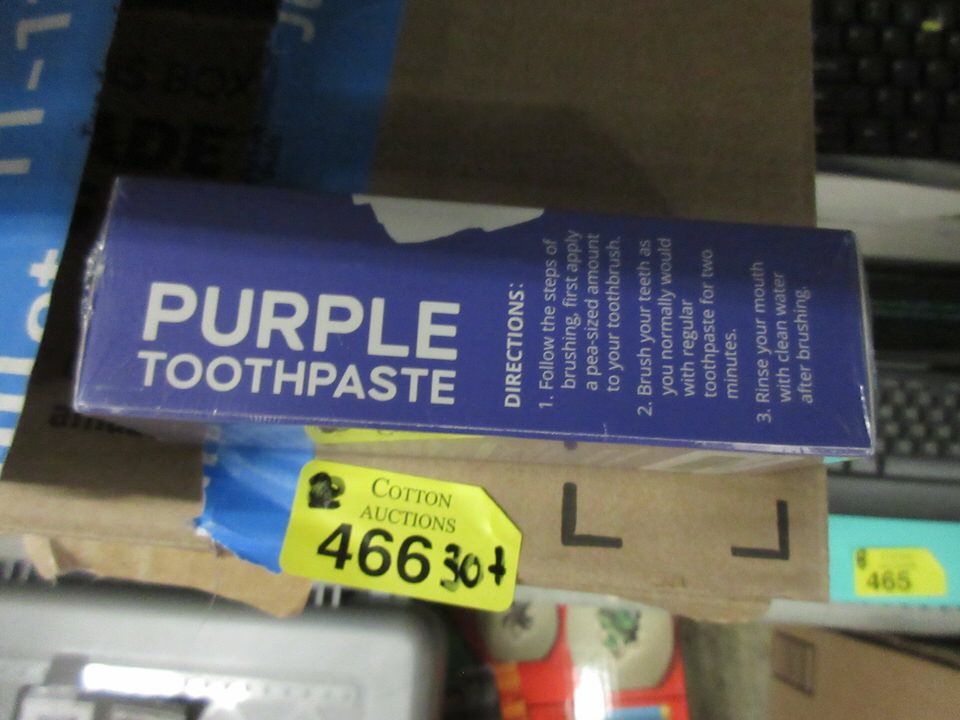 PURPLE
TOOTHPASTE
DIRECTIONS:
1. Follow the steps of
brushing, first apply
a pea-sized amount
to your toothbrush.
2. Brush your teeth as
you normally would
with regular
toothpaste for two
minutes.
3. Rinse your mouth
with clean water
after brushing.
COTTON
AUCTIONS
466 30+
465